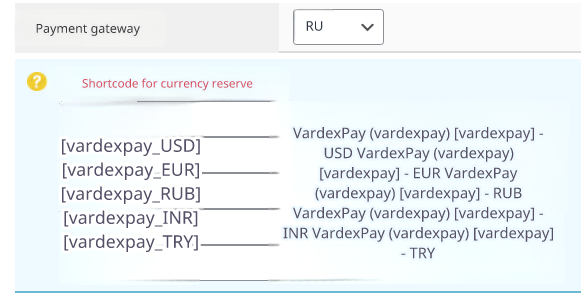 Payment gateway
RU
Shortcode for currency reserve
[vardexpay_USD]
[vardexpay_EUR]
[vardexpay_RUB]
[vardexpay_INR]
[vardexpay_TRY]
VardexPay (vardexpay) [vardexpay] -
USD VardexPay (vardexpay)
[vardexpay] - EUR VardexPay
(vardexpay) [vardexpay] - RUB
VardexPay (vardexpay) [vardexpay] -
INR VardexPay (vardexpay) [vardexpay]
- TRY